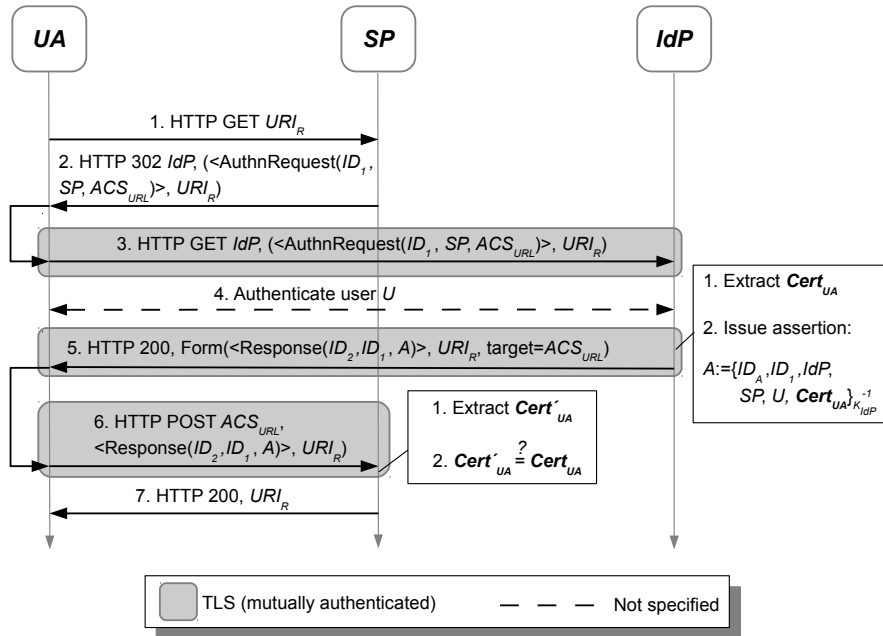 UA
SP
IdP
1. HTTP GET URI_R
2. HTTP 302 IdP, (<AuthnRequest(ID_1,
SP, ACS_URL)>, URI_R)
3. HTTP GET IdP, (<AuthnRequest(ID_1, SP, ACS_URL)>, URI_R)
4. Authenticate user U
5. HTTP 200, Form(<Response(ID_2,ID_1, A)>, URI_R, target=ACS_URL)
1. Extract Cert_UA
2. Issue assertion:
A:={ID_A,ID_1,IdP,
SP, U, Cert_UA}_K_IdP^-1
6. HTTP POST ACS_URL,
<Response(ID_2,ID_1, A)>, URI_R)
1. Extract Cert´_UA
?
2. Cert´_UA = Cert_UA
7. HTTP 200, URI_R
TLS (mutually authenticated)
Not specified